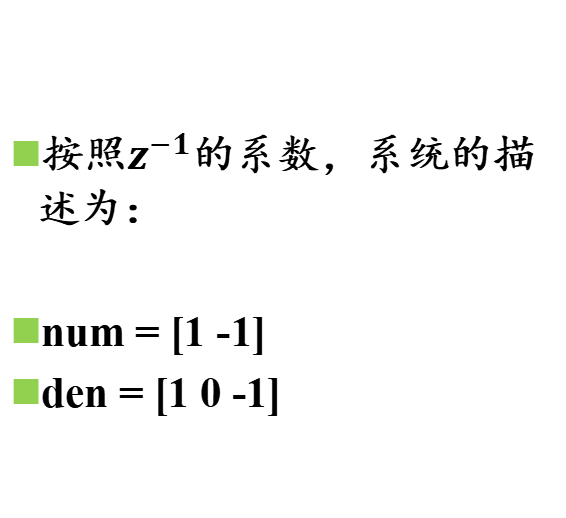 按照z⁻¹的系数，系统的描
述为：
num = [1 -1]
den = [1 0 -1]